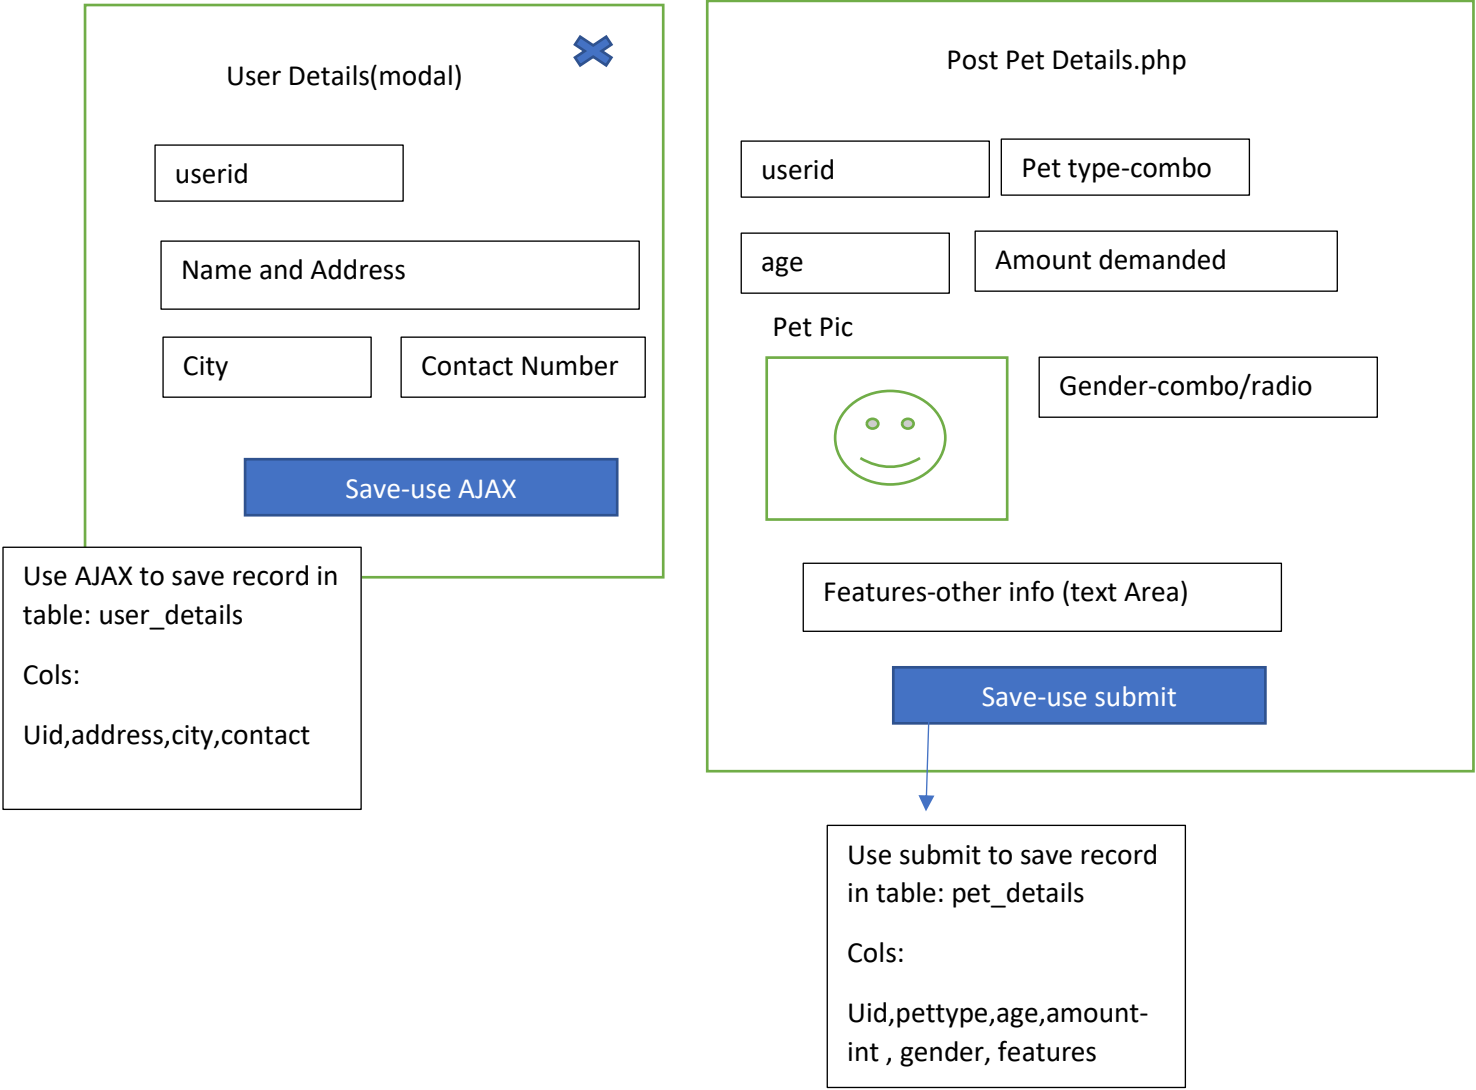 User Details(modal)
userid
Name and Address
City
Contact Number
Save-use AJAX
Use AJAX to save record in
table: user_details
Cols:
Uid,address,city,contact
Post Pet Details.php
userid
Pet type-combo
age
Amount demanded
Pet Pic
Gender-combo/radio
Features-other info (text Area)
Save-use submit
Use submit to save record
in table: pet_details
Cols:
Uid,pettype,age,amount-
int , gender, features